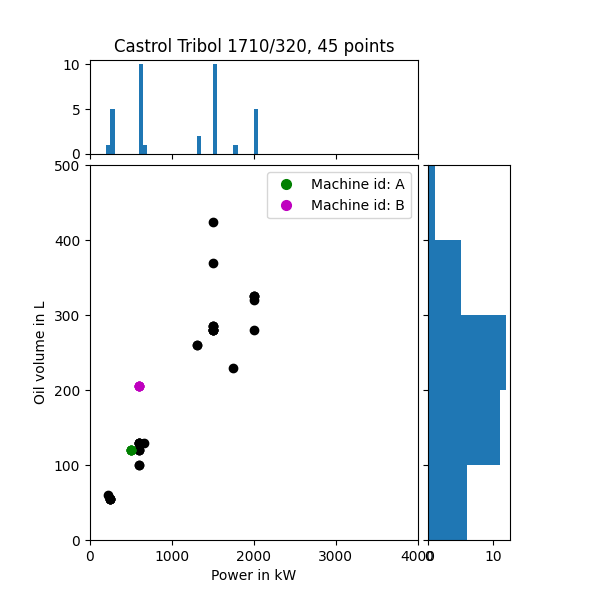 Castrol Tribol 1710/320, 45 points
10
5
0
500
400
300
200
100
0
Oil volume in L
Machine id: A
Machine id: B
0 1000 2000 3000 4000
0 10
Power in kW